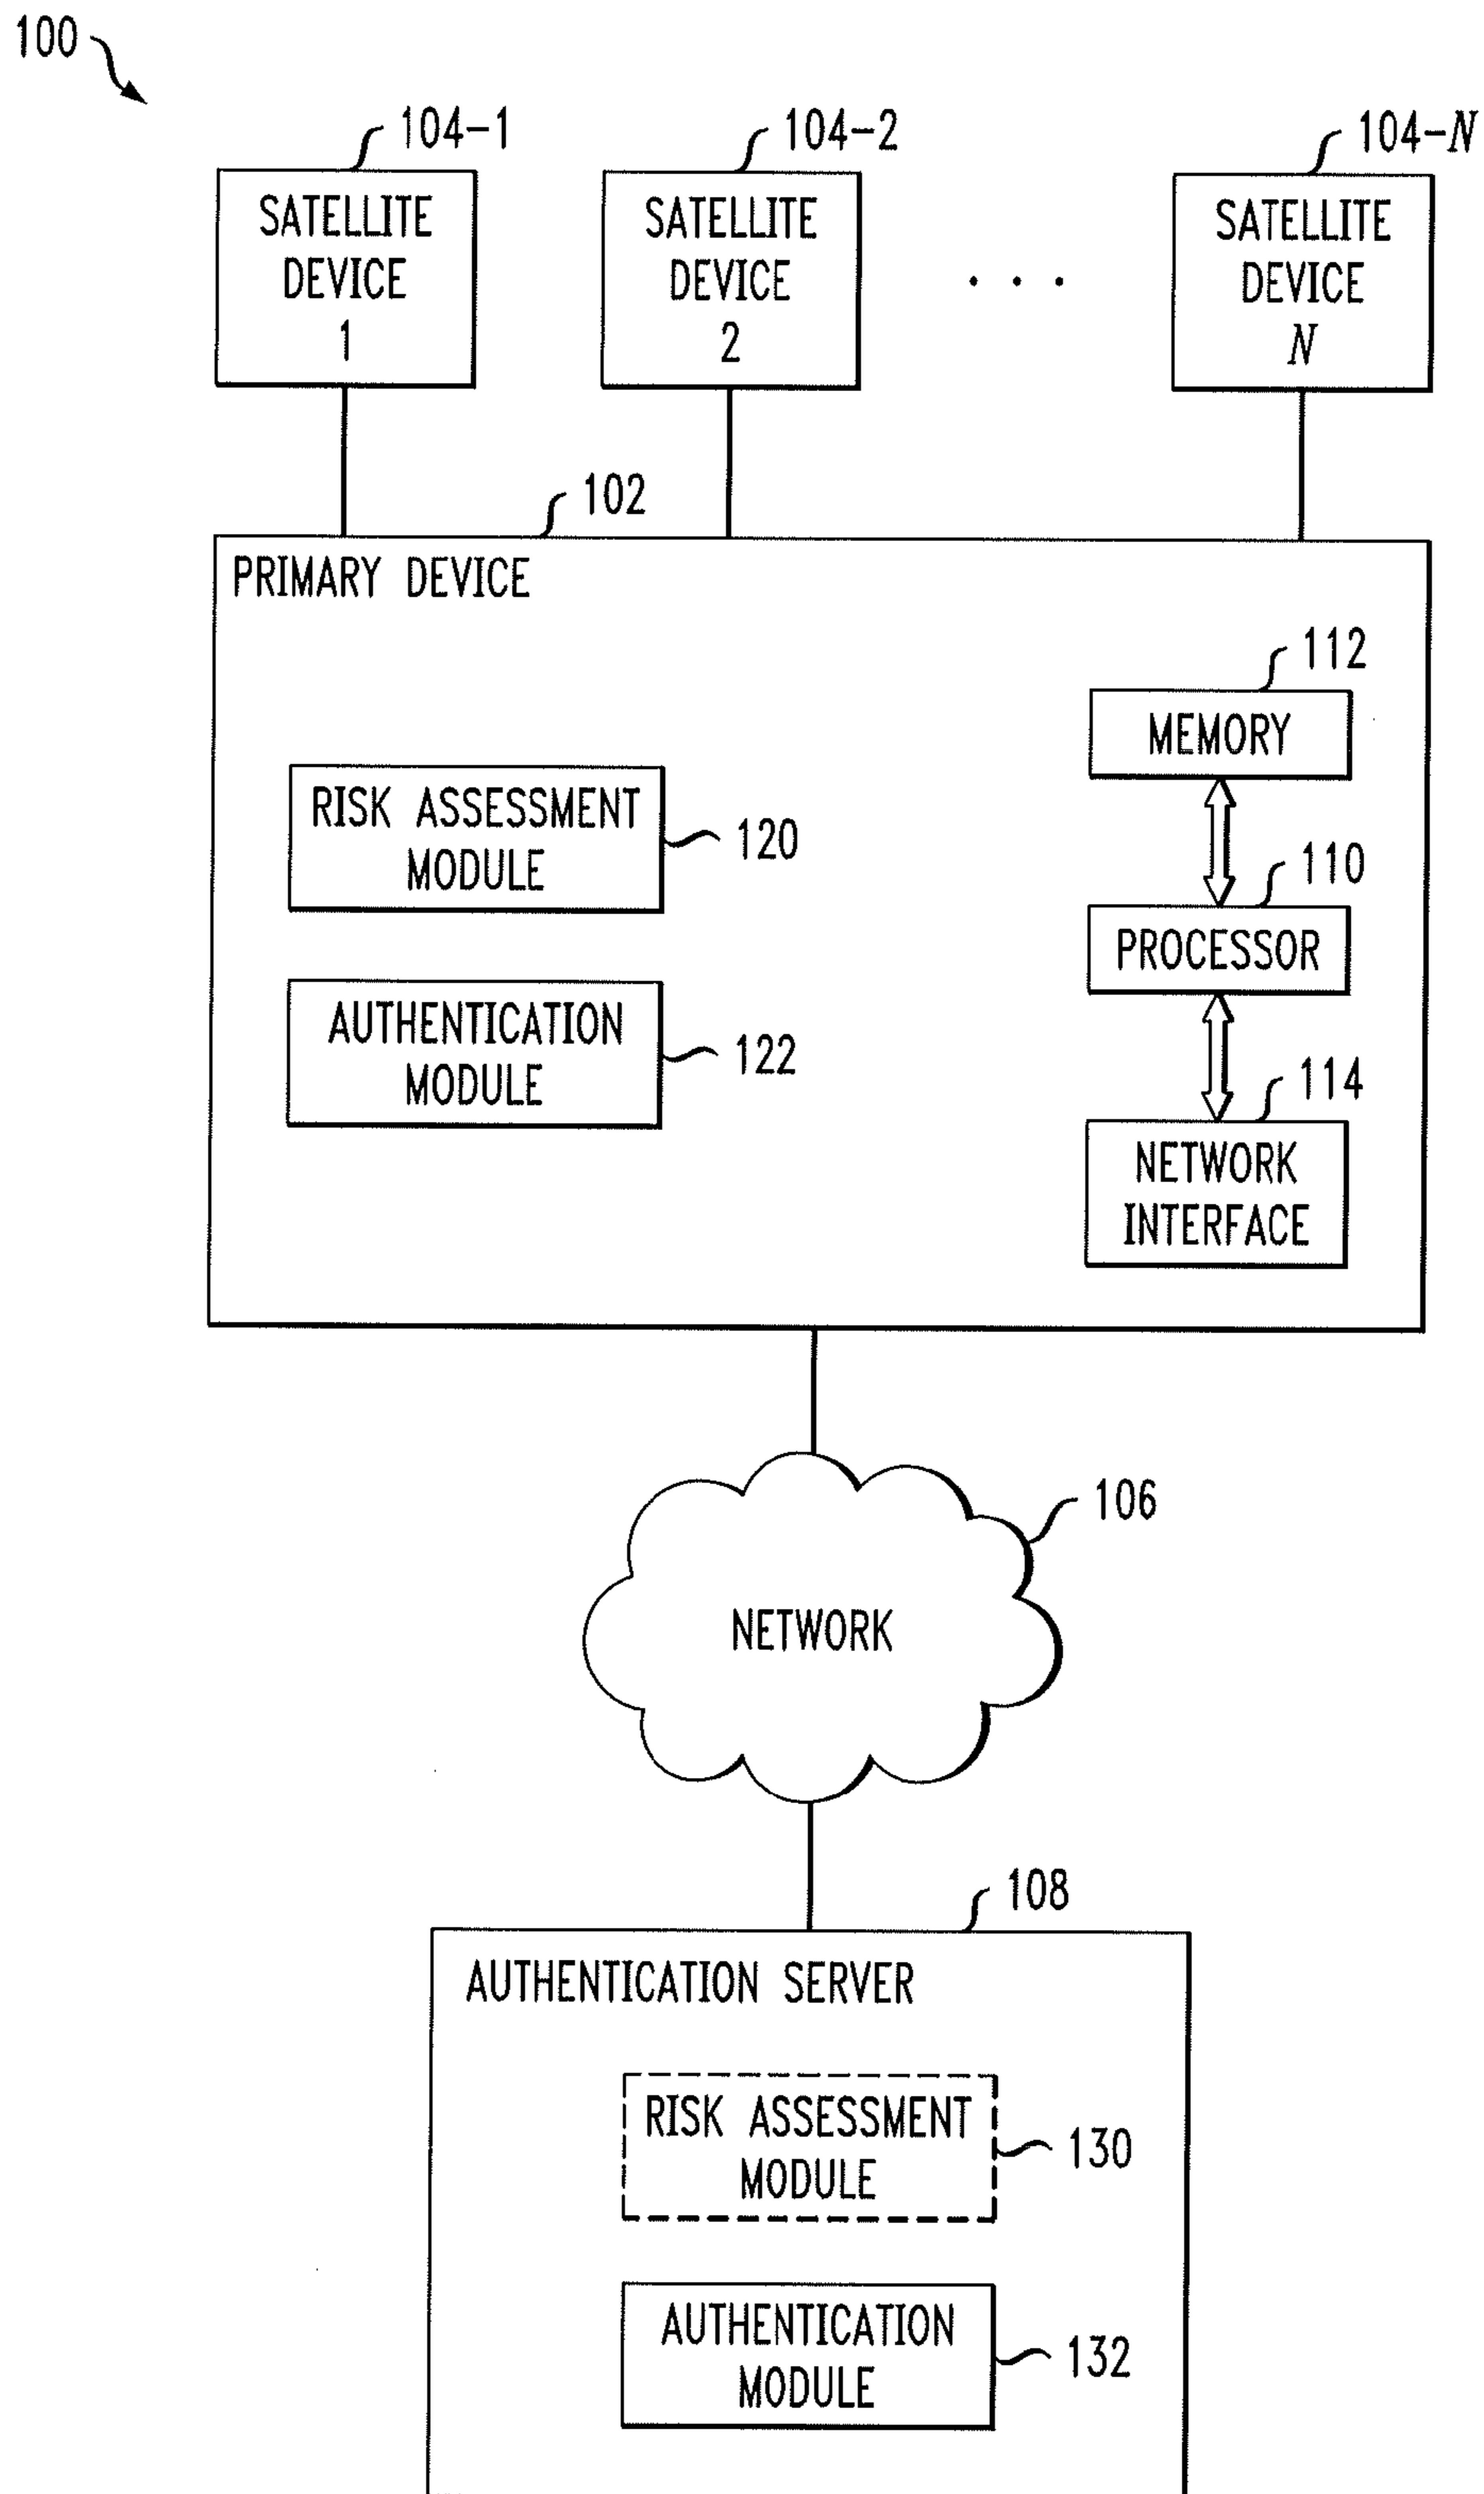 100
104-1
104-2
104-N
SATELLITE
DEVICE
1
SATELLITE
DEVICE
2
. . .
SATELLITE
DEVICE
N
102
PRIMARY DEVICE
112
MEMORY
RISK ASSESSMENT
MODULE
120
110
PROCESSOR
AUTHENTICATION
MODULE
122
114
NETWORK
INTERFACE
106
NETWORK
108
AUTHENTICATION SERVER
RISK ASSESSMENT
MODULE
130
AUTHENTICATION
MODULE
132